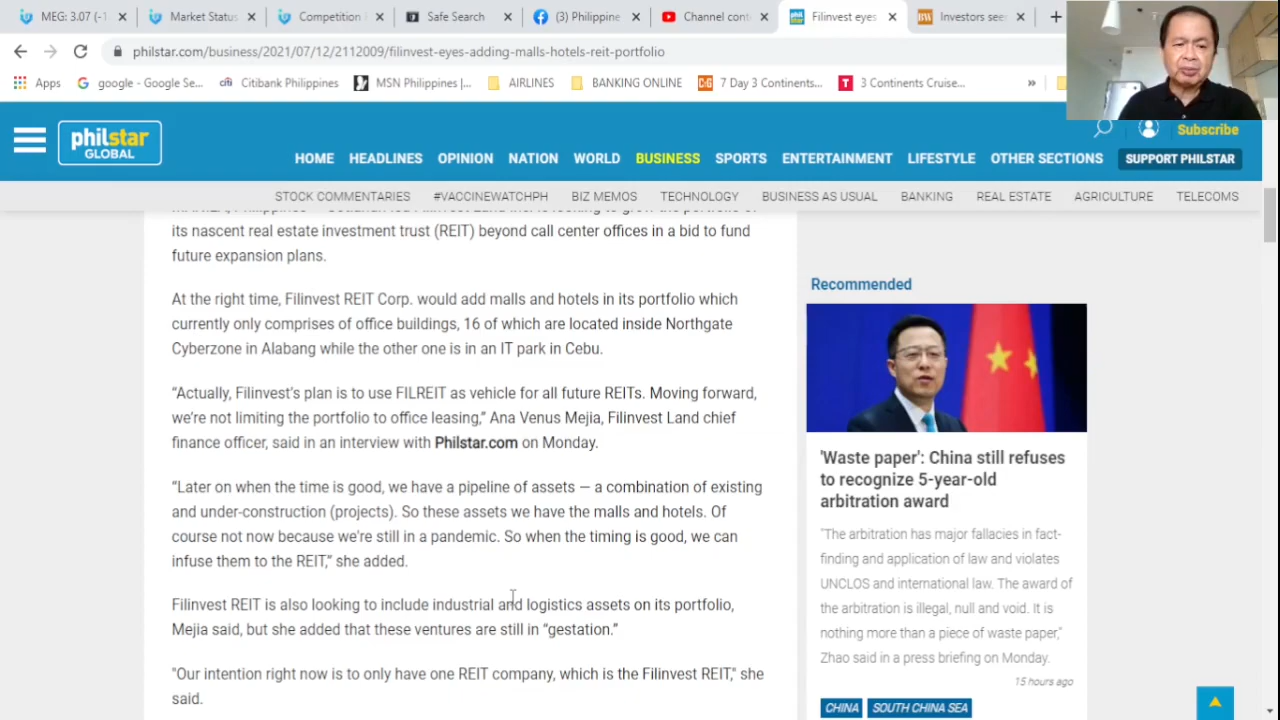 MEG: 3.07 (-1
Market Status
Competition
Safe Search
(3) Philippine
Channel cont
Filinvest eyes
Investors see
philstar.com/business/2021/07/12/2112009/filinvest-eyes-adding-malls-hotels-reit-portfolio
Apps
google - Google Se...
Citibank Philippines
MSN Philippines |...
AIRLINES
BANKING ONLINE
7 Day 3 Continents...
3 Continents Cruise...
»
philstar
GLOBAL
Subscribe
HOME HEADLINES OPINION NATION WORLD BUSINESS SPORTS ENTERTAINMENT LIFESTYLE OTHER SECTIONS SUPPORT PHILSTAR
STOCK COMMENTARIES #VACCINEWATCHPH BIZ MEMOS TECHNOLOGY BUSINESS AS USUAL BANKING REAL ESTATE AGRICULTURE TELECOMS
its nascent real estate investment trust (REIT) beyond call center offices in a bid to fund
future expansion plans.
At the right time, Filinvest REIT Corp. would add malls and hotels in its portfolio which
currently only comprises of office buildings, 16 of which are located inside Northgate
Cyberzone in Alabang while the other one is in an IT park in Cebu.
“Actually, Filinvest's plan is to use FILREIT as vehicle for all future REITs. Moving forward,
we're not limiting the portfolio to office leasing,” Ana Venus Mejia, Filinvest Land chief
finance officer, said in an interview with Philstar.com on Monday.
“Later on when the time is good, we have a pipeline of assets — a combination of existing
and under-construction (projects). So these assets we have the malls and hotels. Of
course not now because we're still in a pandemic. So when the timing is good, we can
infuse them to the REIT,” she added.
Filinvest REIT is also looking to include industrial and logistics assets on its portfolio,
Mejia said, but she added that these ventures are still in “gestation.”
"Our intention right now is to only have one REIT company, which is the Filinvest REIT," she
said.
Recommended
'Waste paper': China still refuses
to recognize 5-year-old
arbitration award
"The arbitration has major fallacies in fact-
finding and application of law and violates
UNCLOS and international law. The award of
the arbitration is illegal, null and void. It is
nothing more than a piece of waste paper,"
Zhao said in a press briefing on Monday.
15 hours ago
CHINA SOUTH CHINA SEA